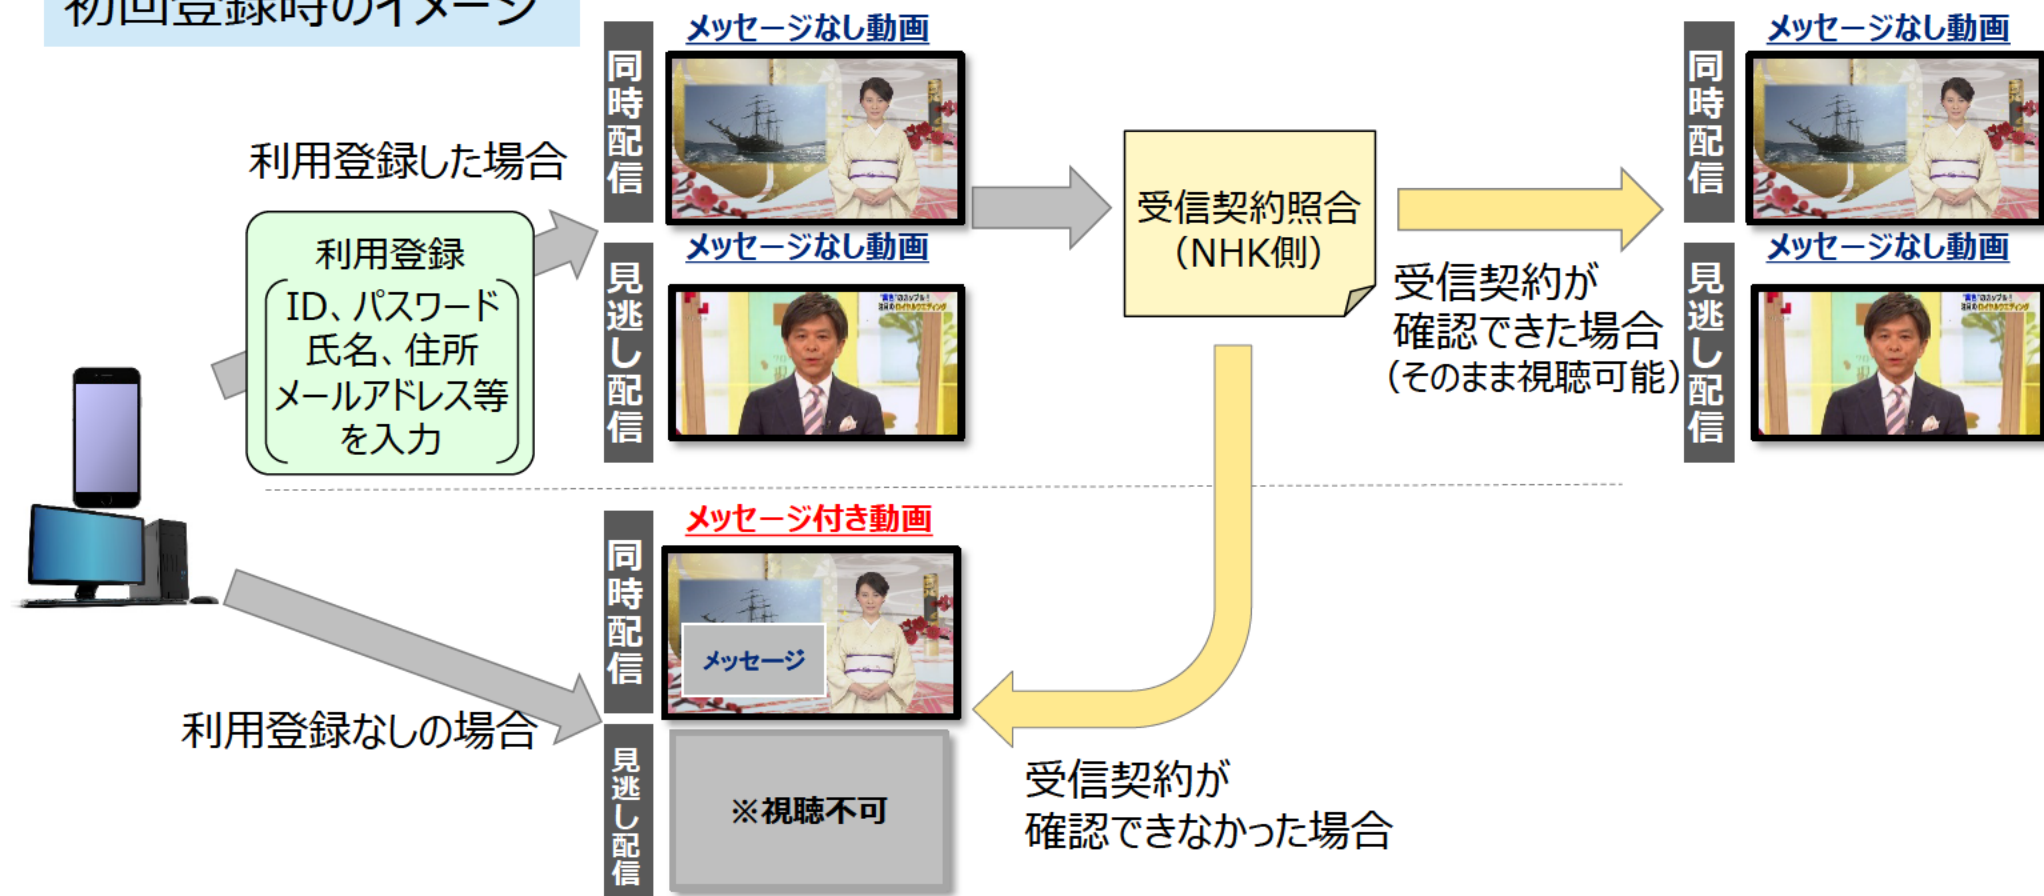 初回登録時のイメージ
利用登録した場合
利用登録
ID、パスワード
氏名、住所
メールアドレス等
を入力
同時配信
メッセージなし動画
見逃し配信
メッセージなし動画
受信契約照合
（NHK側）
受信契約が
確認できた場合
（そのまま視聴可能）
同時配信
メッセージなし動画
見逃し配信
メッセージなし動画
利用登録なしの場合
同時配信
メッセージ付き動画
メッセージ
見逃し配信
※視聴不可
受信契約が
確認できなかった場合